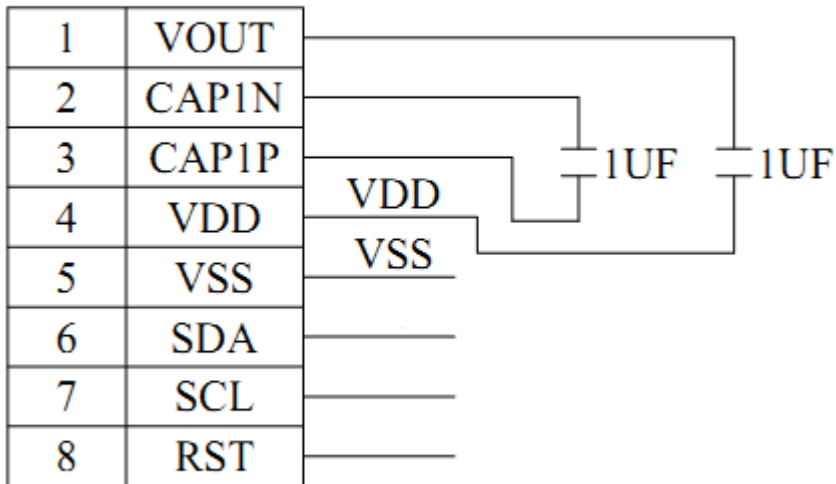 1 VOUT
2 CAP1N
3 CAP1P 1UF 1UF
VDD
4 VDD
VSS
5 VSS
6 SDA
7 SCL
8 RST